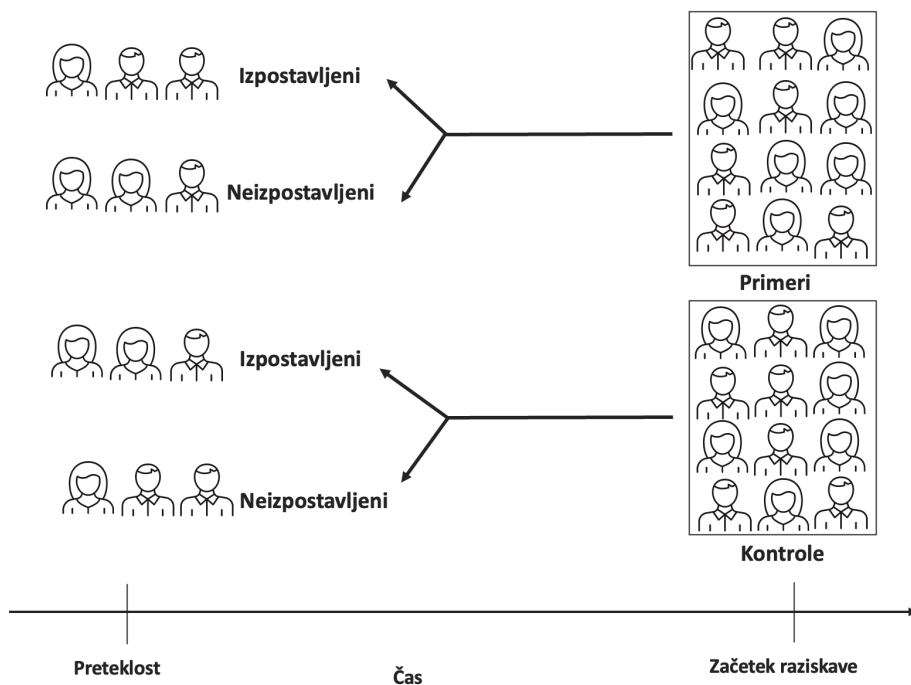 Izpostavljeni
Neizpostavljeni
Primeri
Izpostavljeni
Neizpostavljeni
Kontrole
Preteklost
Čas
Začetek raziskave